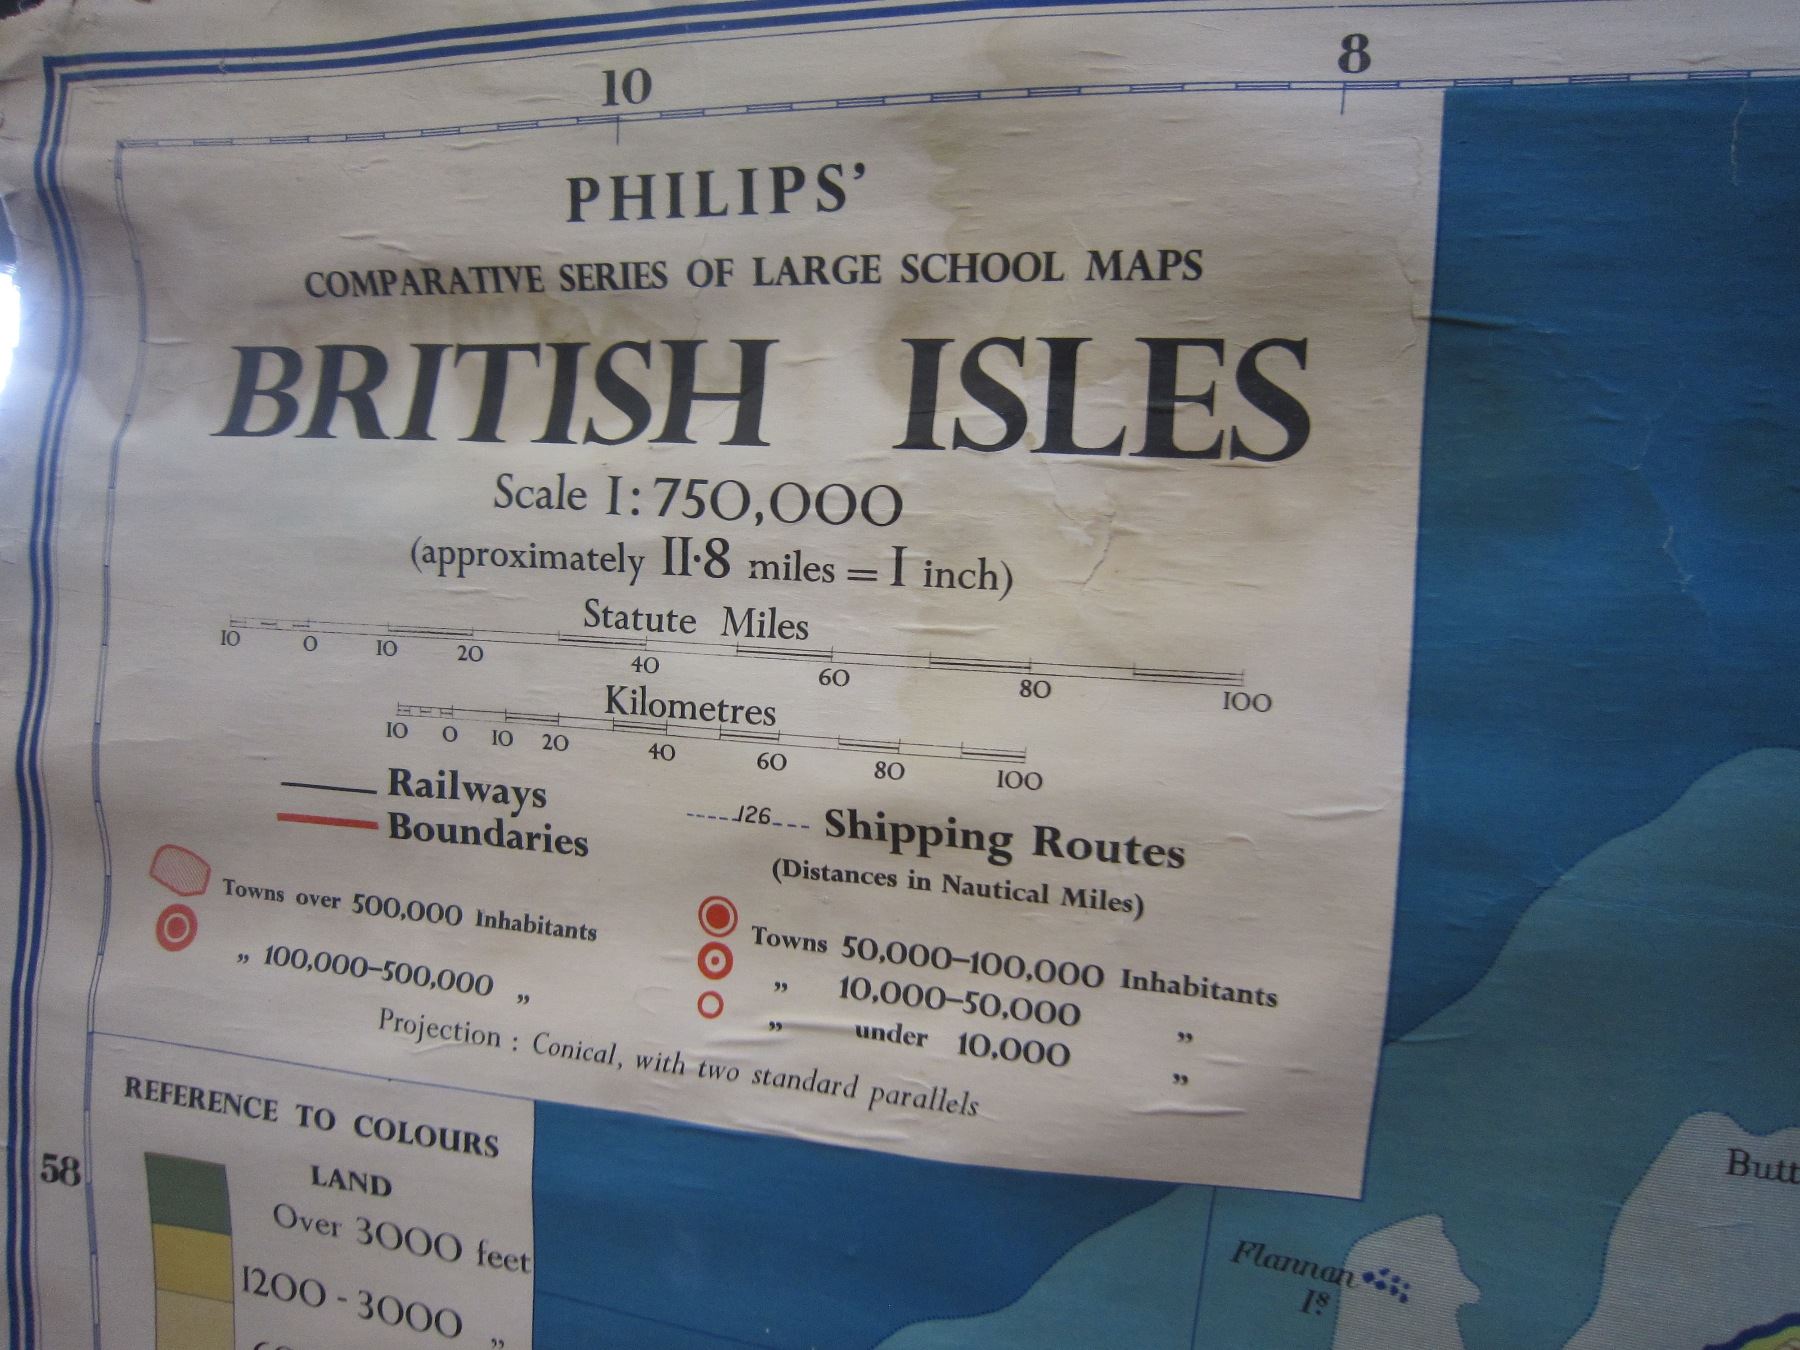 10
8
PHILIPS’
COMPARATIVE SERIES OF LARGE SCHOOL MAPS
BRITISH ISLES
Scale I:750,000
(approximately II·8 miles = I inch)
Statute Miles
10 0 10 20 40 60 80 100
Kilometres
10 0 10 20 40 60 80 100
Railways
Boundaries
126
Shipping Routes
(Distances in Nautical Miles)
Towns over 500,000 Inhabitants
„ 100,000–500,000 „
Towns 50,000–100,000 Inhabitants
„ 10,000–50,000 „
„ under 10,000 „
Projection : Conical, with two standard parallels
REFERENCE TO COLOURS
LAND
Over 3000 feet
1200 - 3000 „
58
Butt
Flannan
Is.